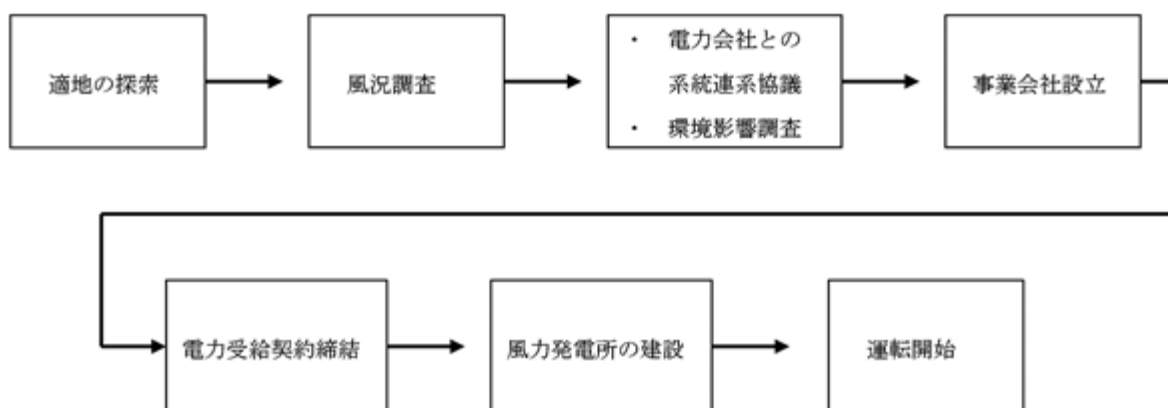 適地の探索
風況調査
・ 電力会社との
系統連系協議
・ 環境影響調査
事業会社設立
電力受給契約締結
風力発電所の建設
運転開始